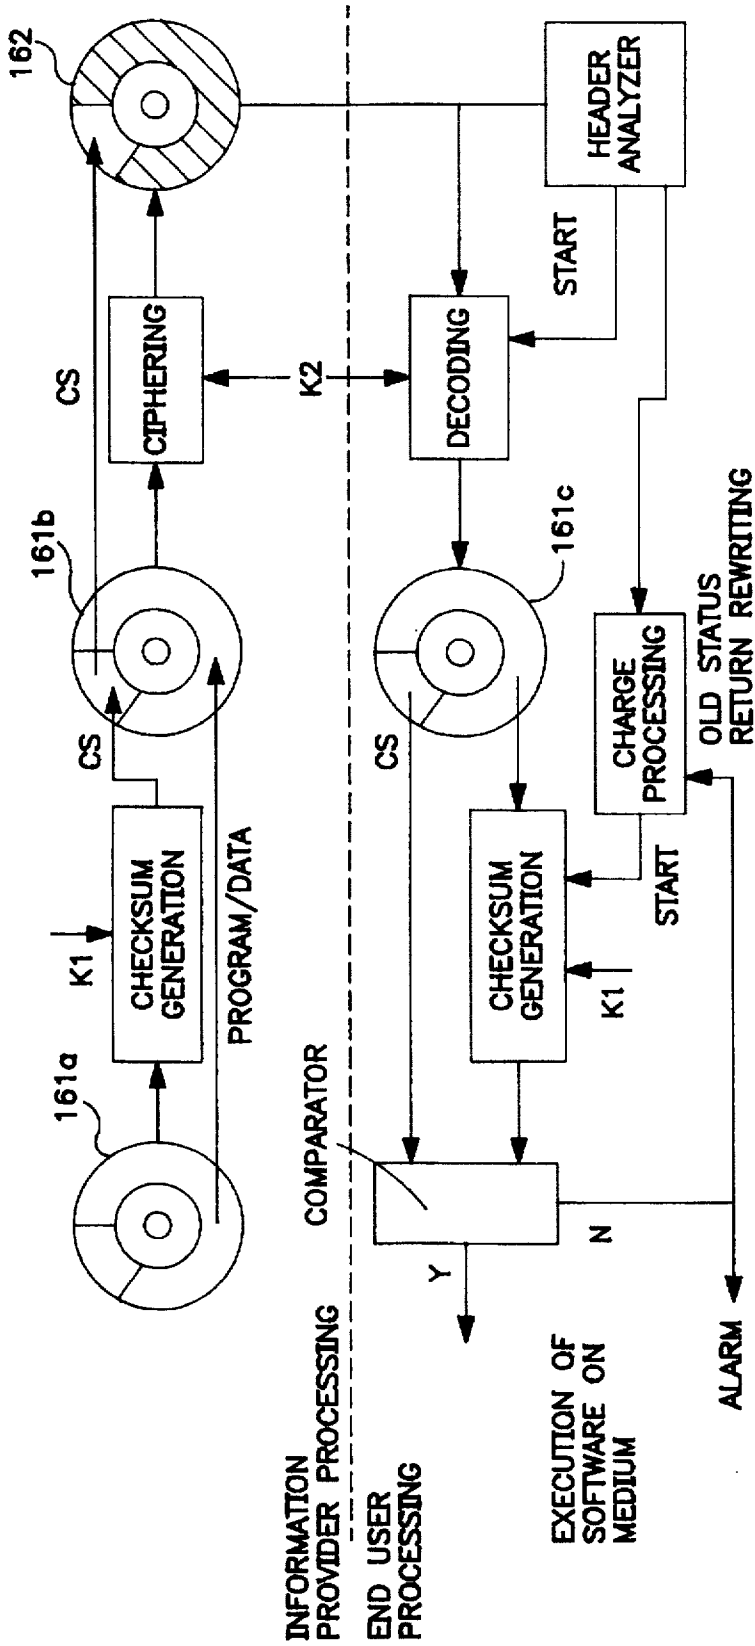 161a
K1
CHECKSUM
GENERATION
CS
161b
CS
CIPHERING
162
PROGRAM/DATA
K2
INFORMATION
PROVIDER PROCESSING
END USER
PROCESSING
COMPARATOR
CS
161c
DECODING
Y
N
CHECKSUM
GENERATION
K1
START
CHARGE
PROCESSING
START
HEADER
ANALYZER
OLD STATUS
RETURN REWRITING
EXECUTION OF
SOFTWARE ON
MEDIUM
ALARM